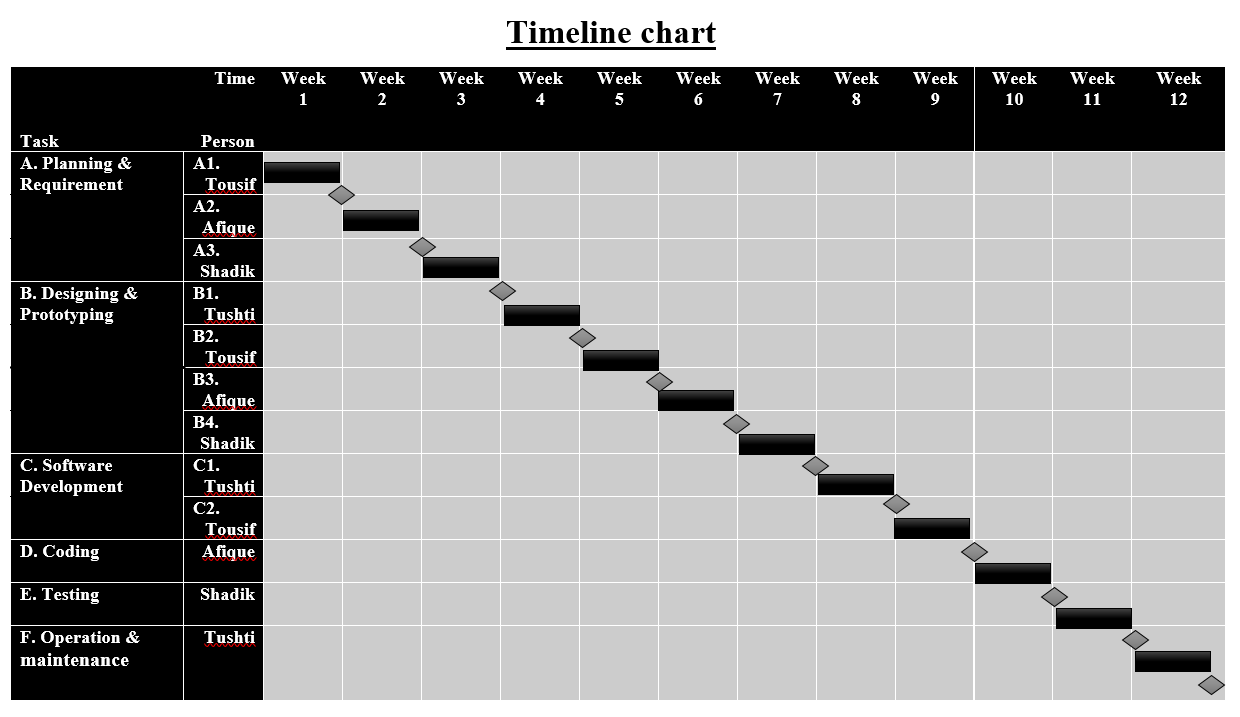 Timeline chart
Time Week Week Week Week Week Week Week Week Week Week Week Week
1 2 3 4 5 6 7 8 9 10 11 12
Task Person
A. Planning & A1.
Requirement Tousif
A2.
Afique
A3.
Shadik
B. Designing & B1.
Prototyping Tushti
B2.
Tousif
B3.
Afique
B4.
Shadik
C. Software C1.
Development Tushti
C2.
Tousif
D. Coding Afique
E. Testing Shadik
F. Operation & Tushti
maintenance